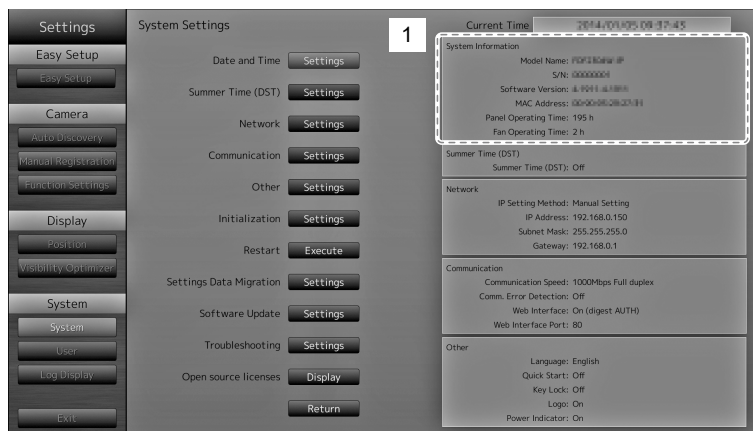 Settings
Easy Setup
Easy Setup
Camera
Auto Discovery
Manual Registration
Function Settings
Display
Position
Visibility Optimizer
System
System
User
Log Display
Exit
System Settings
Date and Time Settings
Summer Time (DST) Settings
Network Settings
Communication Settings
Other Settings
Initialization Settings
Restart Execute
Settings Data Migration Settings
Software Update Settings
Troubleshooting Settings
Open source licenses Display
Return
1
Current Time
System Information
Model Name:
S/N:
Software Version:
MAC Address:
Panel Operating Time: 195 h
Fan Operating Time: 2 h
Summer Time (DST)
Summer Time (DST): Off
Network
IP Setting Method: Manual Setting
IP Address: 192.168.0.150
Subnet Mask: 255.255.255.0
Gateway: 192.168.0.1
Communication
Communication Speed: 1000Mbps Full duplex
Comm. Error Detection: Off
Web Interface: On (digest AUTH)
Web Interface Port: 80
Other
Language: English
Quick Start: Off
Key Lock: Off
Logo: On
Power Indicator: On